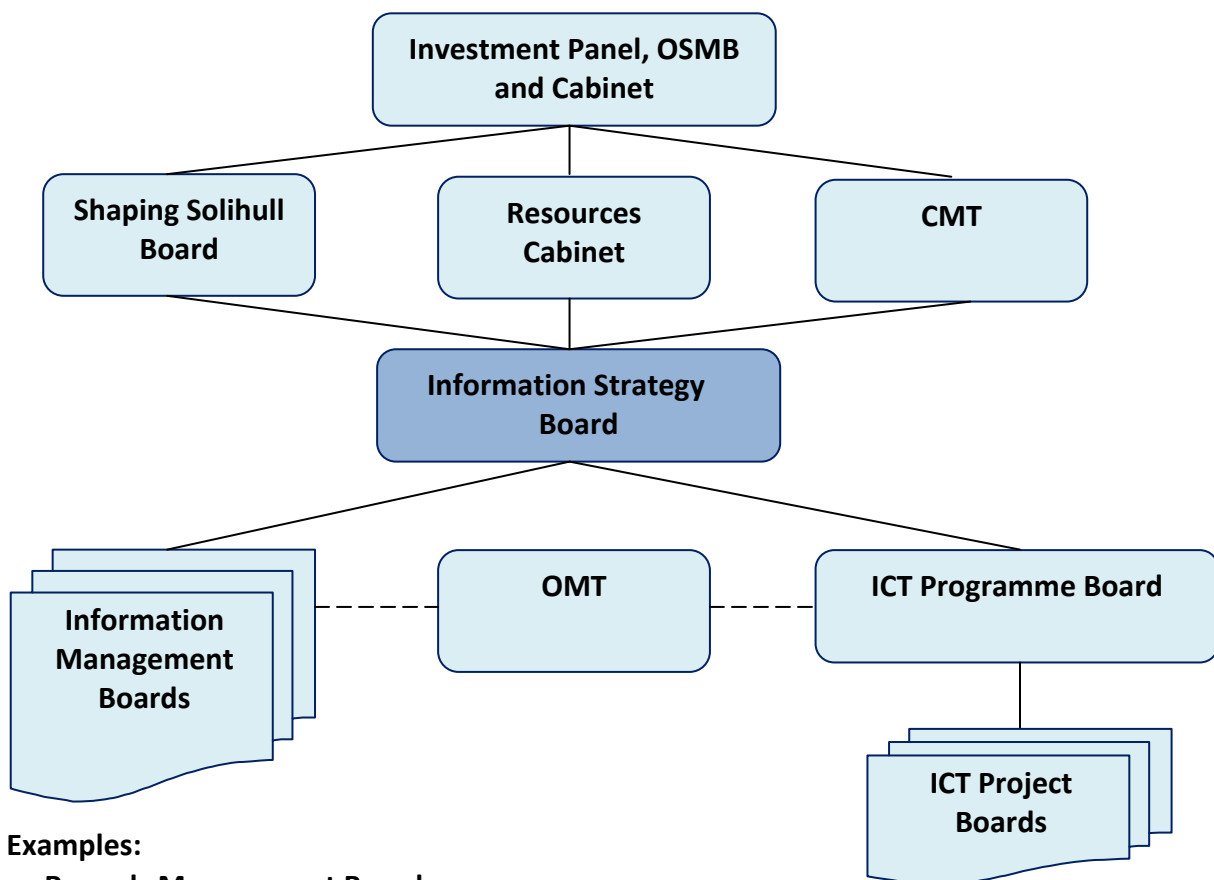 Investment Panel, OSMB
and Cabinet
Shaping Solihull
Board
Resources
Cabinet
CMT
Information Strategy
Board
Information
Management
Boards
OMT
ICT Programme Board
ICT Project
Boards
Examples: